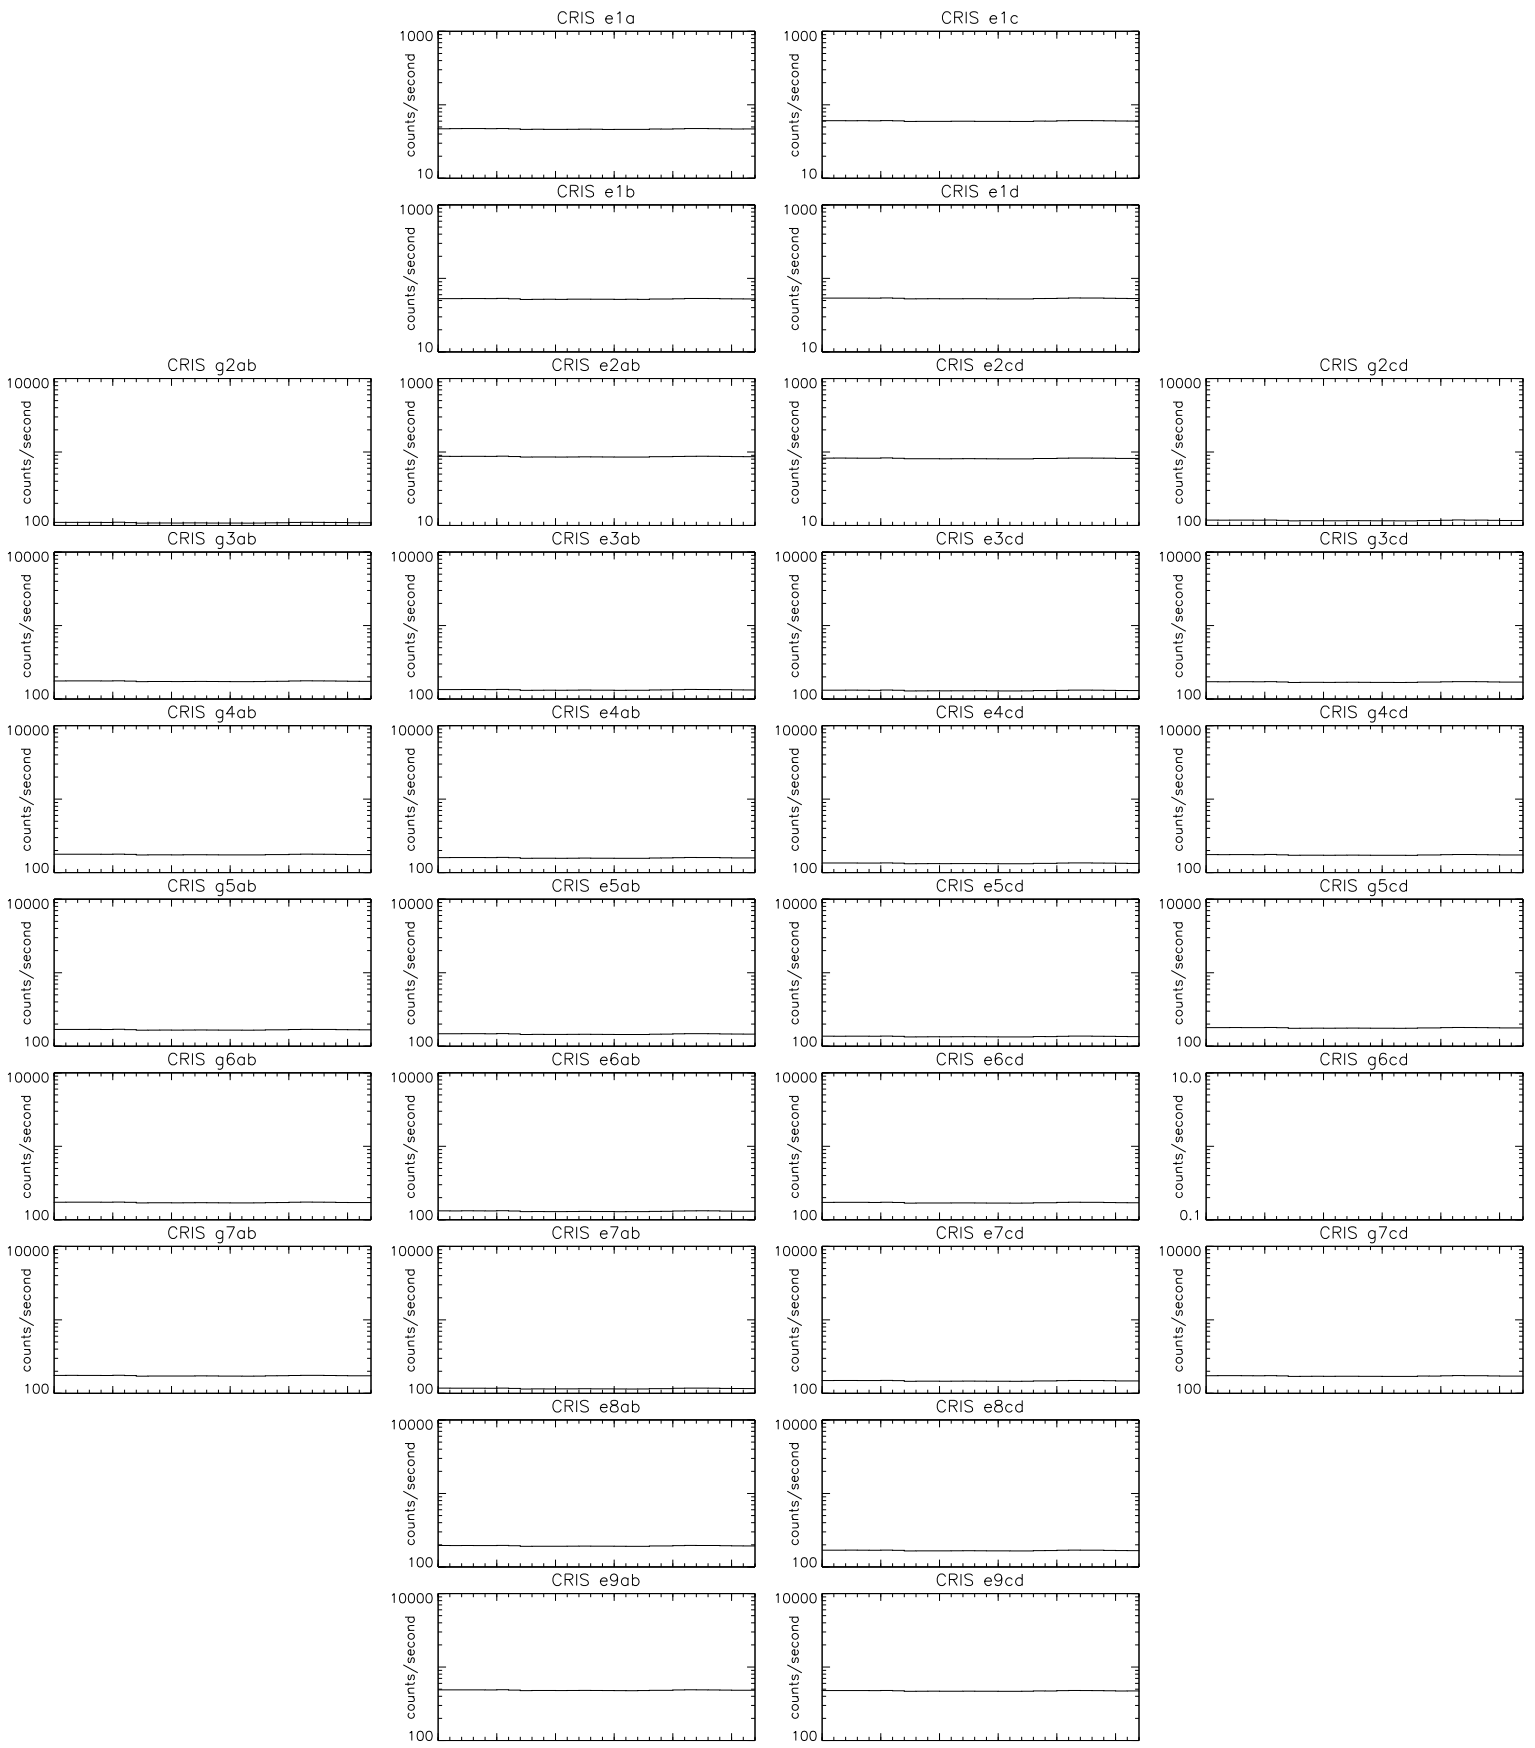 CRIS e1a
CRIS e1c
1000
counts/second
10
1000
counts/second
10
CRIS e1b
CRIS e1d
1000
counts/second
10
1000
counts/second
10
CRIS g2ab
CRIS e2ab
CRIS e2cd
CRIS g2cd
10000
counts/second
100
1000
counts/second
10
1000
counts/second
10
10000
counts/second
100
CRIS g3ab
CRIS e3ab
CRIS e3cd
CRIS g3cd
10000
counts/second
100
10000
counts/second
100
10000
counts/second
100
10000
counts/second
100
CRIS g4ab
CRIS e4ab
CRIS e4cd
CRIS g4cd
10000
counts/second
100
10000
counts/second
100
10000
counts/second
100
10000
counts/second
100
CRIS g5ab
CRIS e5ab
CRIS e5cd
CRIS g5cd
10000
counts/second
100
10000
counts/second
100
10000
counts/second
100
10000
counts/second
100
CRIS g6ab
CRIS e6ab
CRIS e6cd
CRIS g6cd
10000
counts/second
100
10000
counts/second
100
10000
counts/second
100
10.0
counts/second
0.1
CRIS g7ab
CRIS e7ab
CRIS e7cd
CRIS g7cd
10000
counts/second
100
10000
counts/second
100
10000
counts/second
100
10000
counts/second
100
CRIS e8ab
CRIS e8cd
10000
counts/second
100
10000
counts/second
100
CRIS e9ab
CRIS e9cd
10000
counts/second
100
10000
counts/second
100